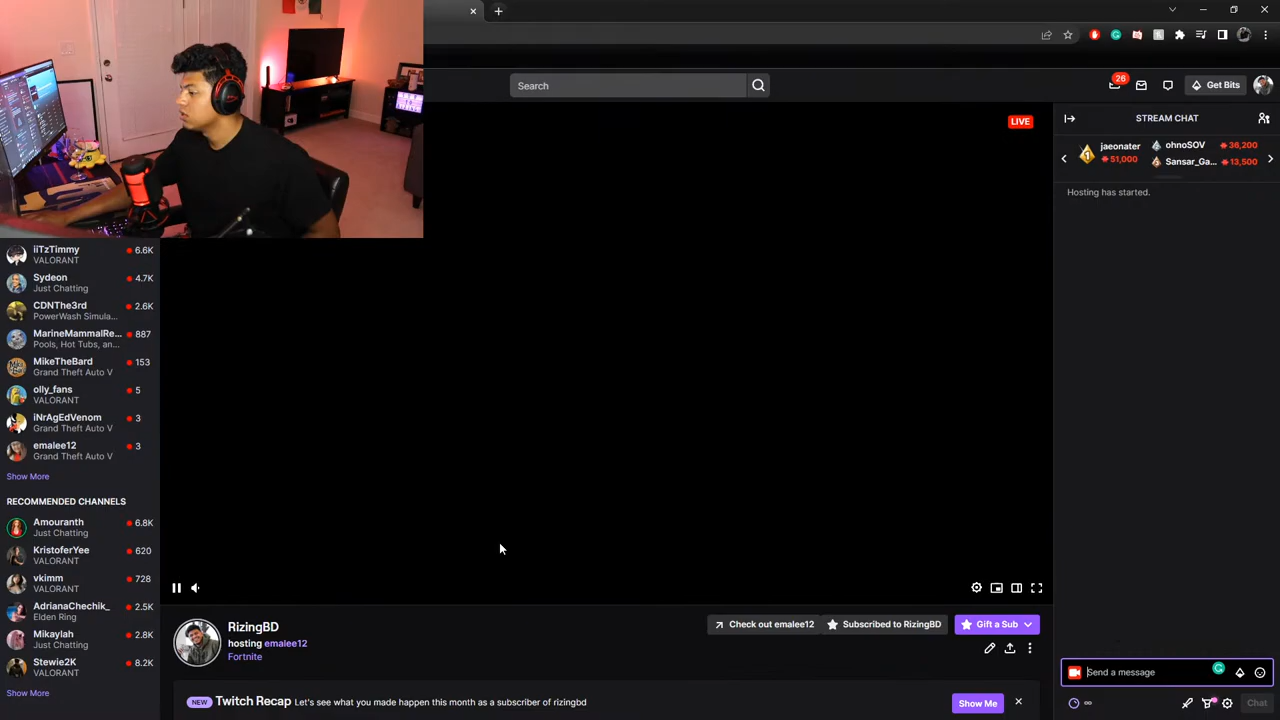 Search
26
Get Bits
LIVE
STREAM CHAT
1
jaeonater
51,000
ohnoSOV
36,200
Sansar_Ga...
13,500
Hosting has started.
iiTzTimmy
6.6K
VALORANT
Sydeon
4.7K
Just Chatting
CDNThe3rd
2.6K
PowerWash Simula...
MarineMammalRe...
887
Pools, Hot Tubs, an...
MikeTheBard
153
Grand Theft Auto V
olly_fans
5
VALORANT
iNrAgEdVenom
3
Grand Theft Auto V
emalee12
3
Grand Theft Auto V
Show More
RECOMMENDED CHANNELS
Amouranth
6.8K
Just Chatting
KristoferYee
620
VALORANT
vkimm
728
VALORANT
AdrianaChechik_
2.5K
Elden Ring
Mikaylah
2.8K
Just Chatting
Stewie2K
8.2K
VALORANT
Show More
RizingBD
hosting emalee12
Fortnite
Check out emalee12
Subscribed to RizingBD
Gift a Sub
NEW Twitch Recap Let's see what you made happen this month as a subscriber of rizingbd
Show Me
Send a message
Chat